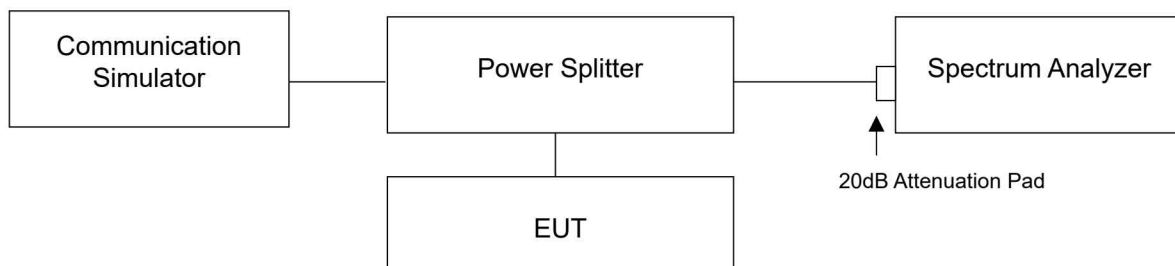 Communication
Simulator
Power Splitter
Spectrum Analyzer
20dB Attenuation Pad
EUT